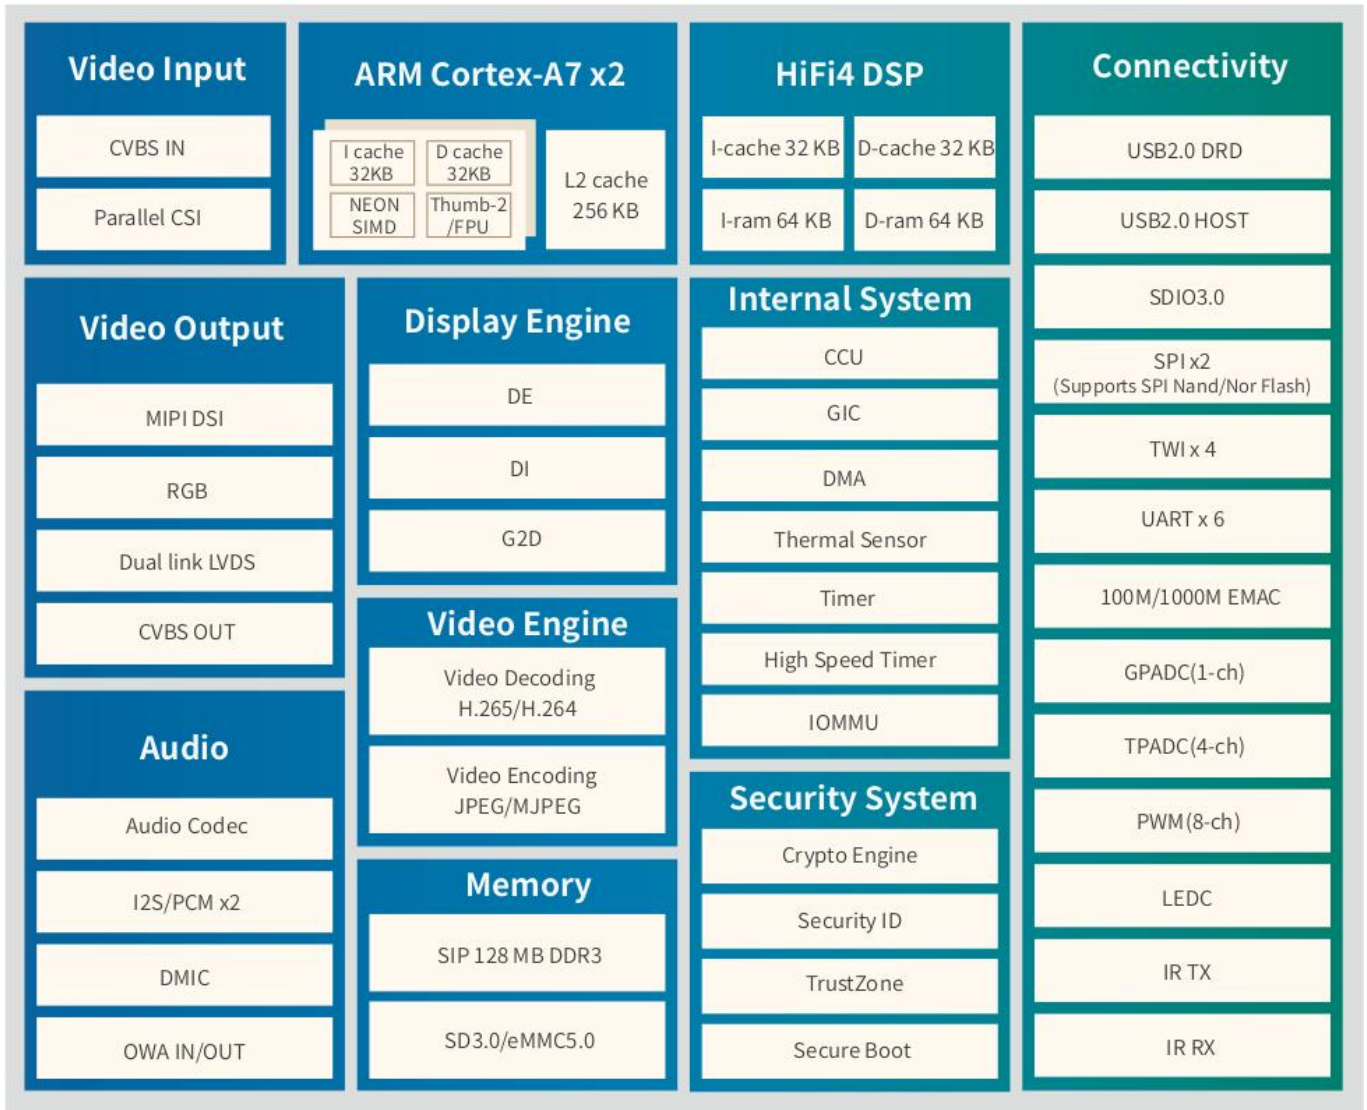 Video Input
CVBS IN
Parallel CSI
ARM Cortex-A7 x2
I cache
32KB
D cache
32KB
NEON
SIMD
Thumb-2
/FPU
L2 cache
256 KB
HiFi4 DSP
I-cache 32 KB
D-cache 32 KB
I-ram 64 KB
D-ram 64 KB
Connectivity
USB2.0 DRD
USB2.0 HOST
SDIO3.0
SPI x2
(Supports SPI Nand/Nor Flash)
TWI x 4
UART x 6
100M/1000M EMAC
GPADC(1-ch)
TPADC(4-ch)
PWM(8-ch)
LEDC
IR TX
IR RX
Video Output
MIPI DSI
RGB
Dual link LVDS
CVBS OUT
Display Engine
DE
DI
G2D
Internal System
CCU
GIC
DMA
Thermal Sensor
Timer
High Speed Timer
IOMMU
Video Engine
Video Decoding
H.265/H.264
Video Encoding
JPEG/MJPEG
Audio
Audio Codec
I2S/PCM x2
DMIC
OWA IN/OUT
Memory
SIP 128 MB DDR3
SD3.0/eMMC5.0
Security System
Crypto Engine
Security ID
TrustZone
Secure Boot